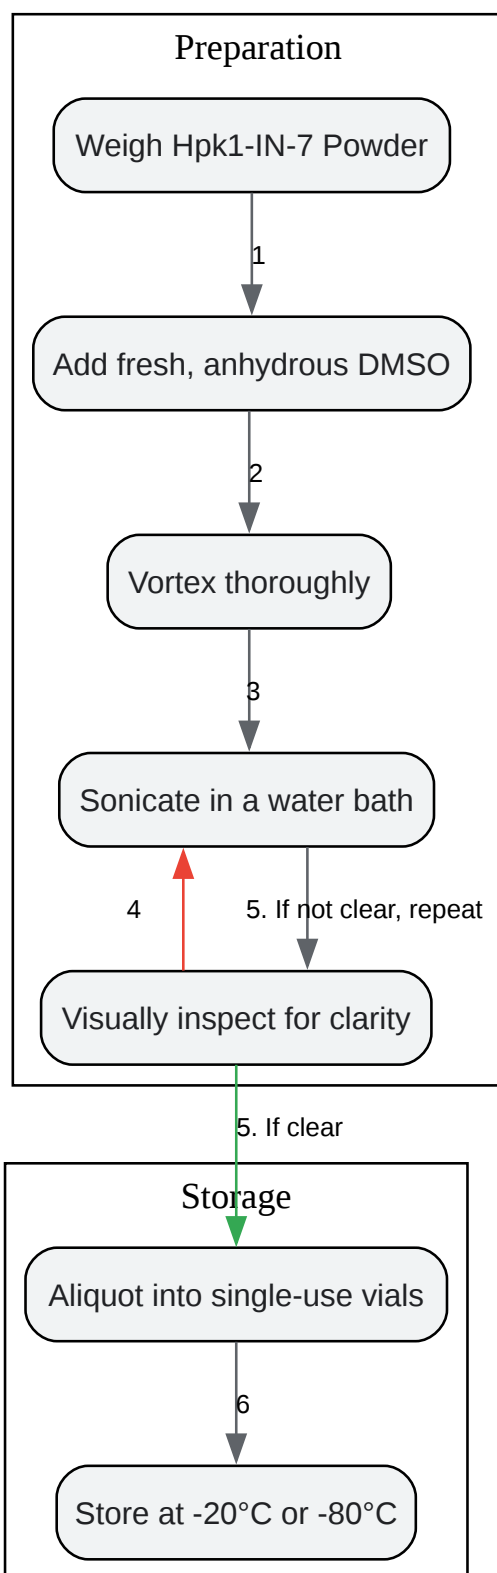 Preparation
Weigh Hpk1-IN-7 Powder
1
Add fresh, anhydrous DMSO
2
Vortex thoroughly
3
Sonicate in a water bath
4
5. If not clear, repeat
Visually inspect for clarity
5. If clear
Storage
Aliquot into single-use vials
6
Store at -20°C or -80°C